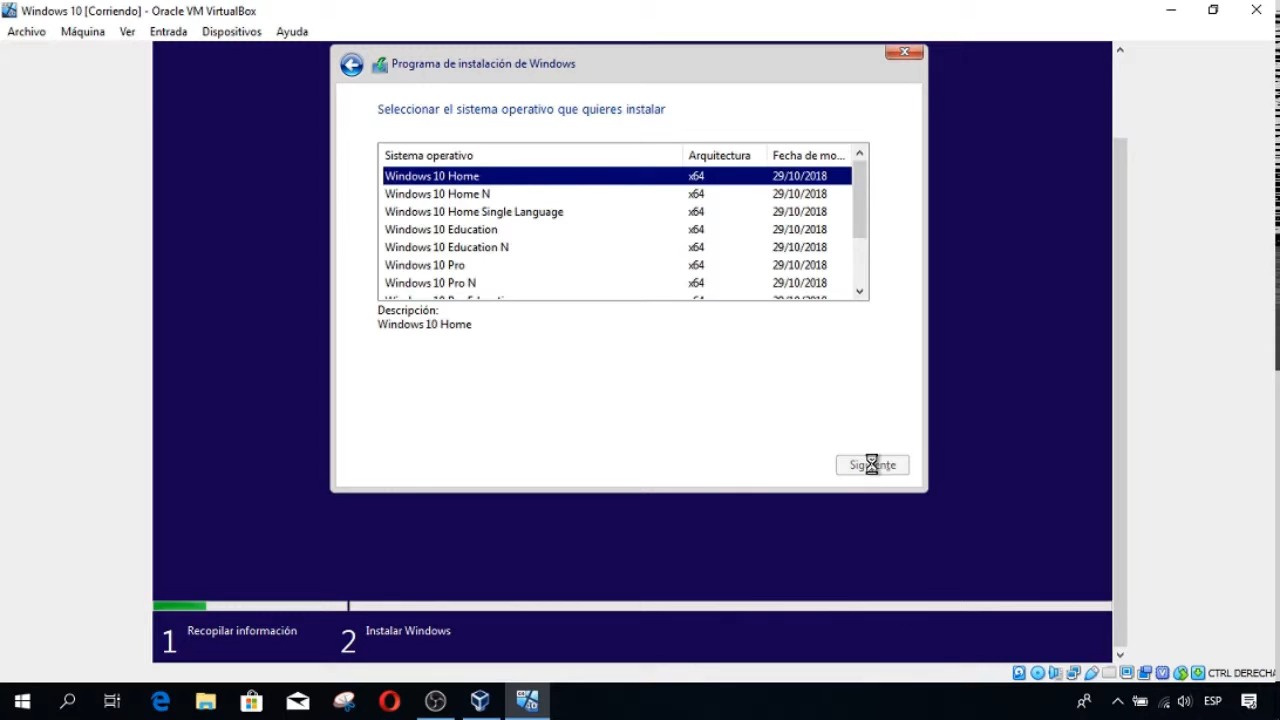 Windows 10 [Corriendo] - Oracle VM VirtualBox
Archivo Máquina Ver Entrada Dispositivos Ayuda
Programa de instalación de Windows
Seleccionar el sistema operativo que quieres instalar
Sistema operativo Arquitectura Fecha de mo...
Windows 10 Home x64 29/10/2018
Windows 10 Home N x64 29/10/2018
Windows 10 Home Single Language x64 29/10/2018
Windows 10 Education x64 29/10/2018
Windows 10 Education N x64 29/10/2018
Windows 10 Pro x64 29/10/2018
Windows 10 Pro N x64 29/10/2018
Descripción:
Windows 10 Home
1 Recopilar información 2 Instalar Windows
CTRL DERECHA
ESP